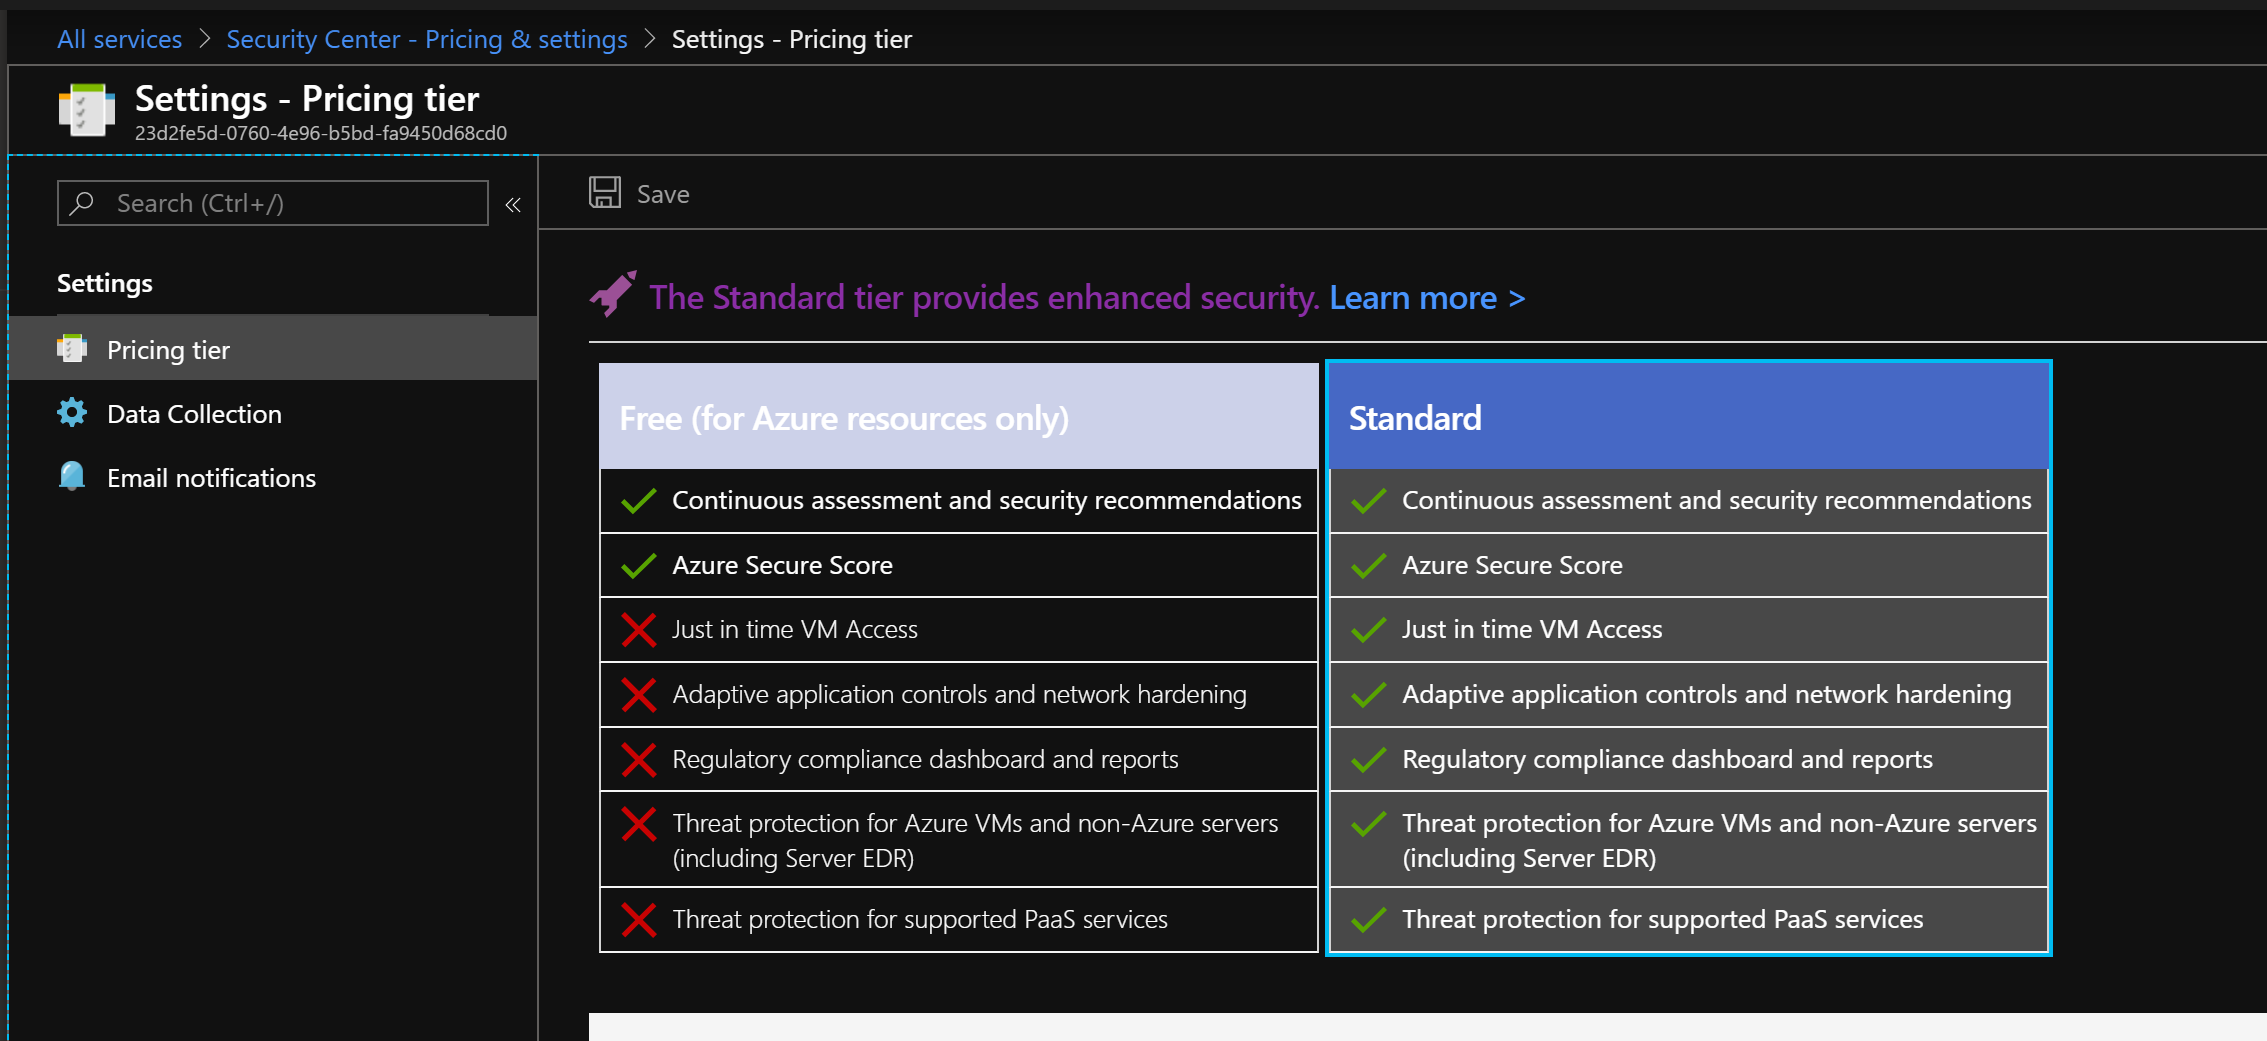 All services > Security Center - Pricing & settings > Settings - Pricing tier
Settings - Pricing tier
23d2fe5d-0760-4e96-b5bd-fa9450d68cd0
Search (Ctrl+/)
«
Settings
Pricing tier
Data Collection
Email notifications
Save
The Standard tier provides enhanced security. Learn more >
Free (for Azure resources only)
Continuous assessment and security recommendations
Azure Secure Score
Just in time VM Access
Adaptive application controls and network hardening
Regulatory compliance dashboard and reports
Threat protection for Azure VMs and non-Azure servers
(including Server EDR)
Threat protection for supported PaaS services
Standard
Continuous assessment and security recommendations
Azure Secure Score
Just in time VM Access
Adaptive application controls and network hardening
Regulatory compliance dashboard and reports
Threat protection for Azure VMs and non-Azure servers
(including Server EDR)
Threat protection for supported PaaS services